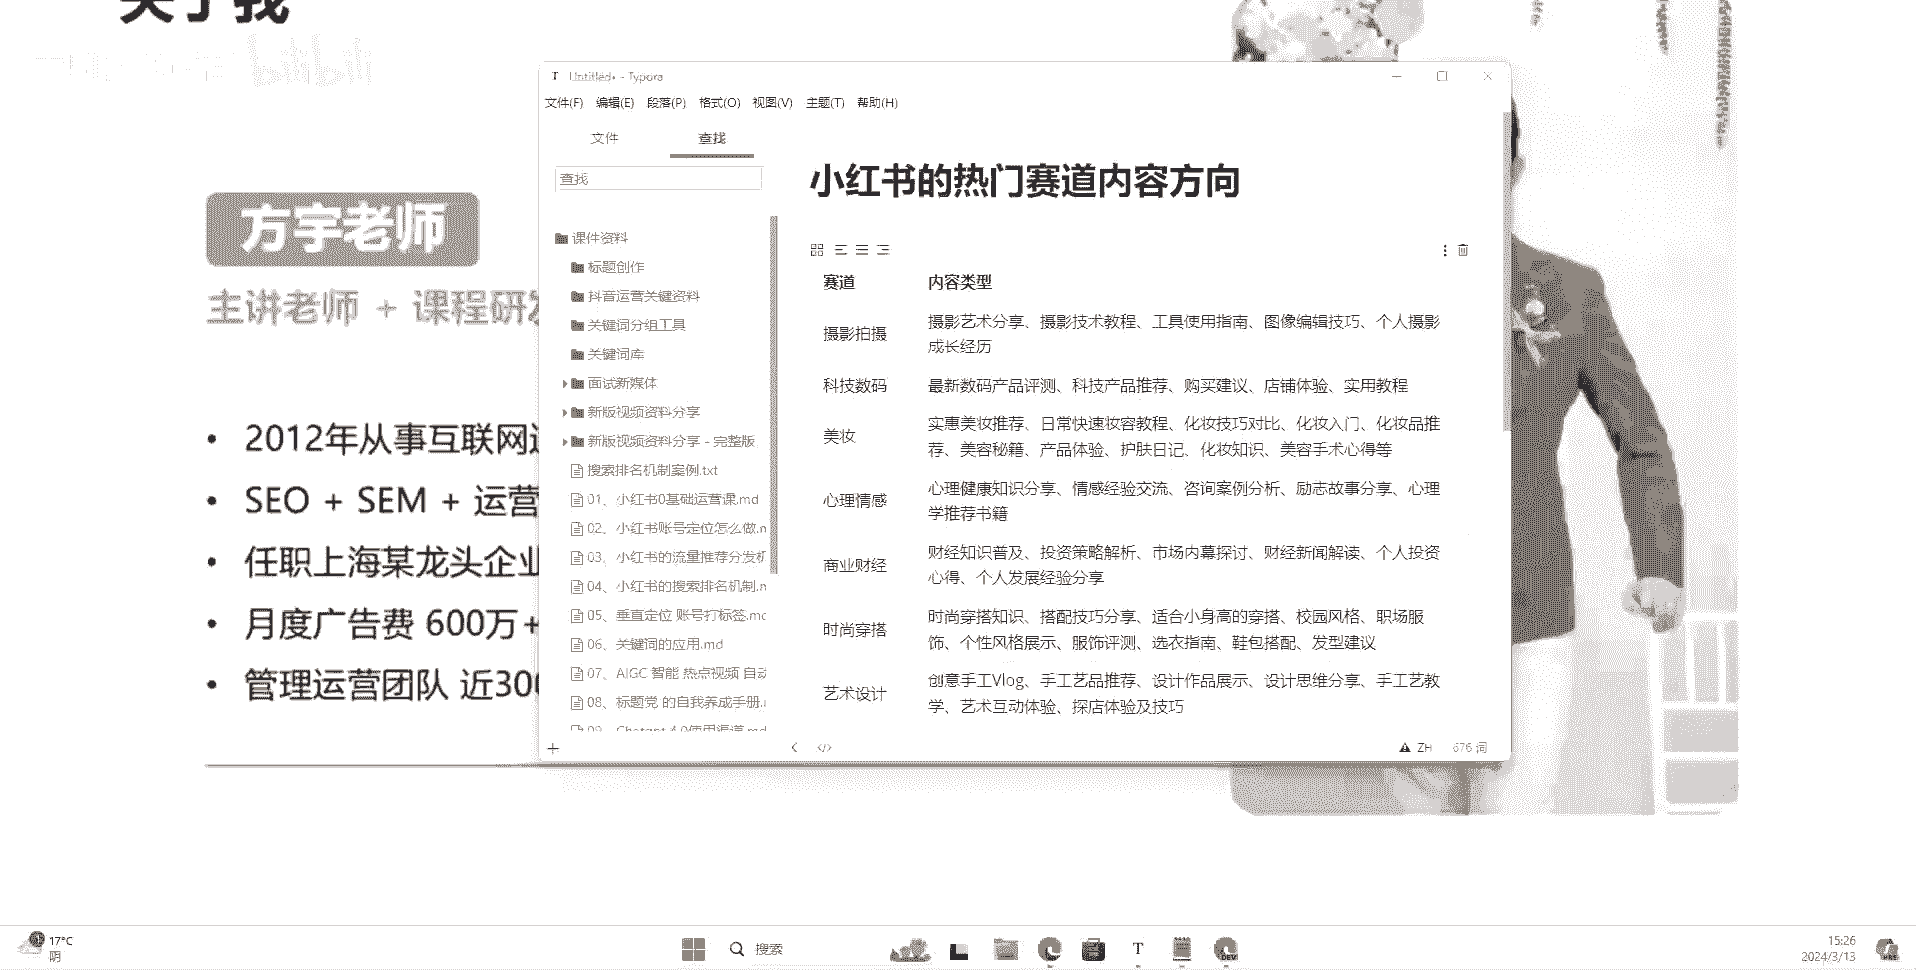 关于我
bilibili
方宇老师
主讲老师 + 课程研发
2012年从事互联网
SEO + SEM + 运营
任职上海某龙头企业
月度广告费 600万+
管理运营团队 近300
Untitled• - Typora
文件(F) 编辑(E) 段落(P) 格式(O) 视图(V) 主题(T) 帮助(H)
文件 查找
查找
课件资料
标题创作
抖音运营关键资料
关键词分组工具
关键词库
面试新媒体
新版视频资料分享
新版视频资料分享 - 完整版
搜索排名机制案例.txt
01、小红书0基础运营课.md
02、小红书账号定位怎么做.m
03、小红书的流量推荐分发机
04、小红书的搜索排名机制.m
05、垂直定位 账号打标签.md
06、关键词的应用.md
07、AIGC 智能 热点视频 自动
08、标题党 的自我养成手册.
09、Chatgpt 4.0使用渠道.md
小红书的热门赛道内容方向
赛道 内容类型
摄影拍摄 摄影艺术分享、摄影技术教程、工具使用指南、图像编辑技巧、个人摄影
成长经历
科技数码 最新数码产品评测、科技产品推荐、购买建议、店铺体验、实用教程
美妆 实惠美妆推荐、日常快速妆容教程、化妆技巧对比、化妆入门、化妆品推
荐、美容秘籍、产品体验、护肤日记、化妆知识、美容手术心得等
心理情感 心理健康知识分享、情感经验交流、咨询案例分析、励志故事分享、心理
学推荐书籍
商业财经 财经知识普及、投资策略解析、市场内幕探讨、财经新闻解读、个人投资
心得、个人发展经验分享
时尚穿搭 时尚穿搭知识、搭配技巧分享、适合小身高的穿搭、校园风格、职场服
饰、个性风格展示、服饰评测、选衣指南、鞋包搭配、发型建议
艺术设计 创意手工Vlog、手工艺品推荐、设计作品展示、设计思维分享、手工艺教
学、艺术互动体验、探店体验及技巧
ZH 676 词
17°C
阴
搜索
15:26
2024/3/13